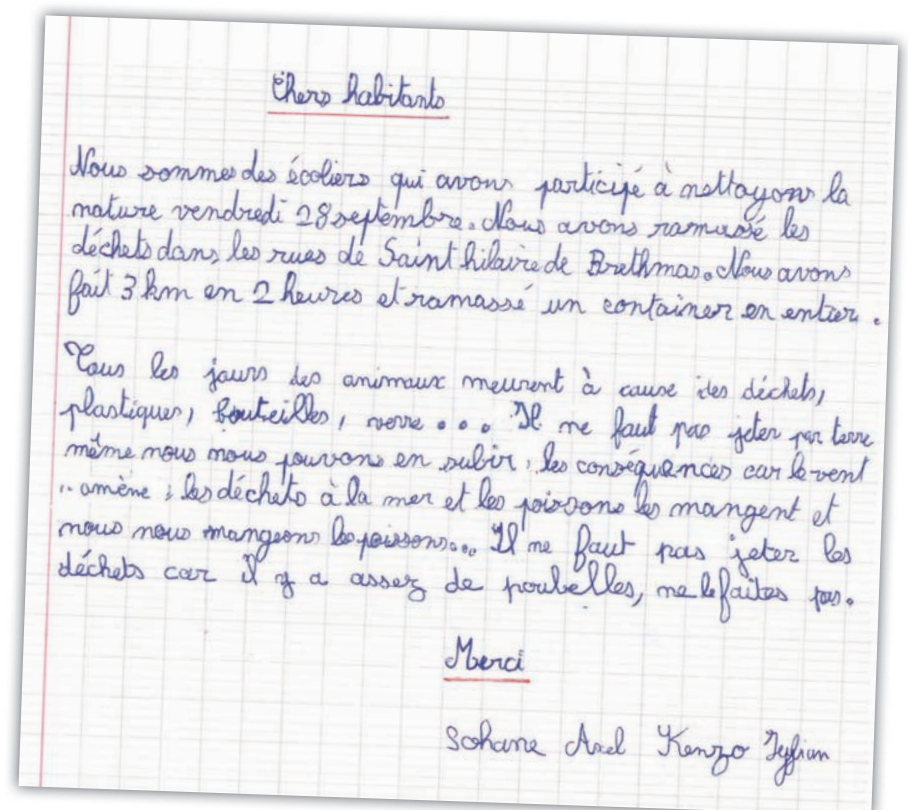 Chers habitants
Nous sommes des écoliers qui avons participé à nettoyons la
nature vendredi 28 septembre. Nous avons ramassé les
déchets dans les rues de Saint hilaire de Brethmas. Nous avons
fait 3 km en 2 heures et ramassé un container en entier.
Tous les jours des animaux meurent à cause des déchets,
plastiques, bouteilles, verre... Il ne faut pas jeter par terre
même nous nous pouvons en subir les conséquences car le vent
amène les déchets à la mer et les poissons les mangent et
nous nous mangeons les poissons... Il ne faut pas jeter les
déchets car il y a assez de poubelles, ne le faites pas.
Merci
Sohane Axel Kenzo